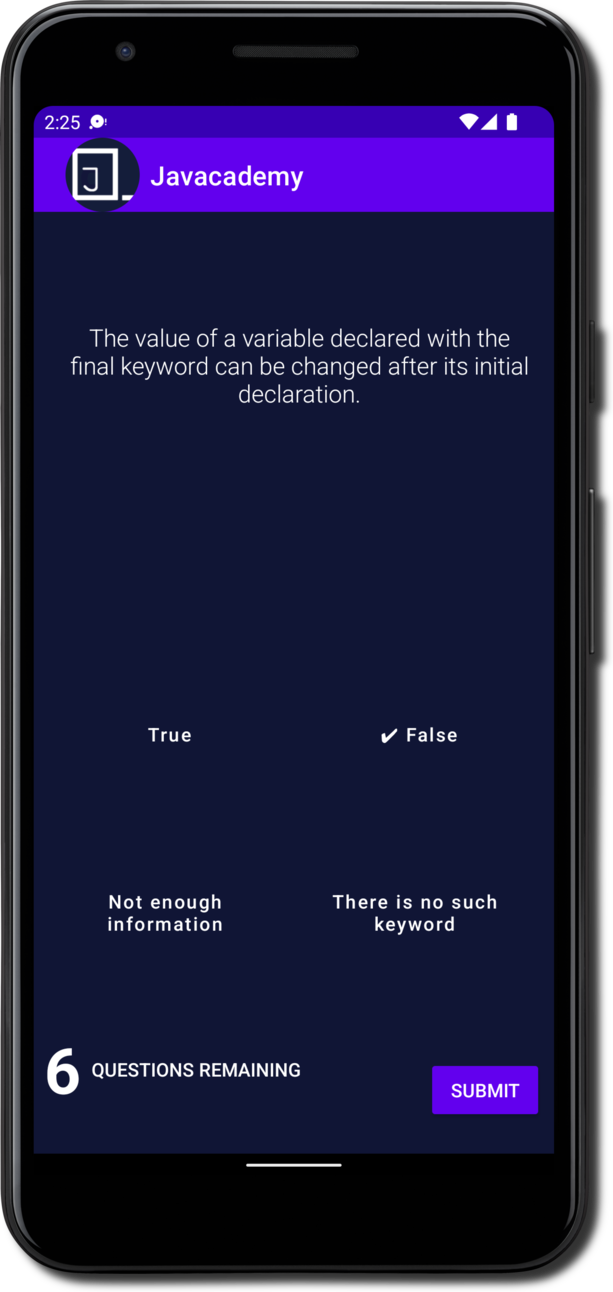 2:25
J
Javacademy
The value of a variable declared with the
final keyword can be changed after its initial
declaration.
True
✔ False
Not enough
information
There is no such
keyword
6 QUESTIONS REMAINING
SUBMIT